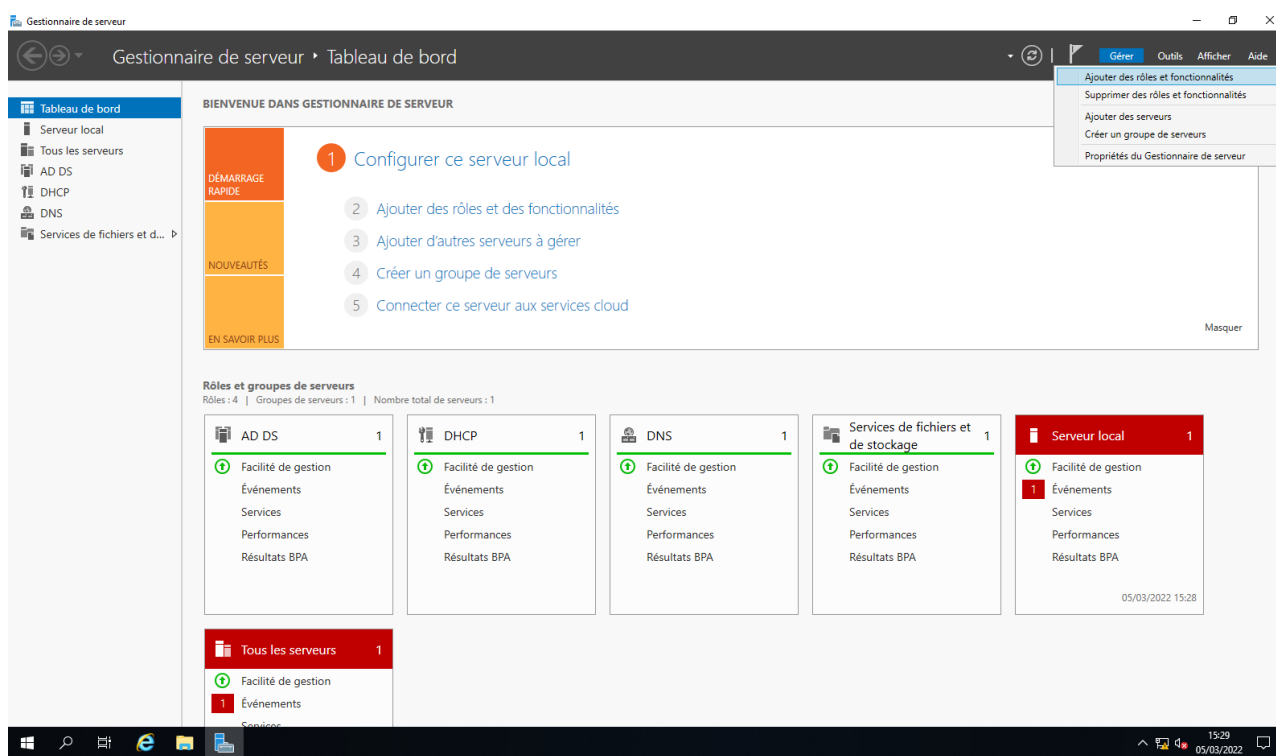 Gestionnaire de serveur
Gestionnaire de serveur ‣ Tableau de bord
Gérer Outils Afficher Aide
Ajouter des rôles et fonctionnalités
Supprimer des rôles et fonctionnalités
Ajouter des serveurs
Créer un groupe de serveurs
Propriétés du Gestionnaire de serveur
Tableau de bord
Serveur local
Tous les serveurs
AD DS
DHCP
DNS
Services de fichiers et d...
BIENVENUE DANS GESTIONNAIRE DE SERVEUR
DÉMARRAGE
RAPIDE
NOUVEAUTÉS
EN SAVOIR PLUS
1 Configurer ce serveur local
2 Ajouter des rôles et des fonctionnalités
3 Ajouter d'autres serveurs à gérer
4 Créer un groupe de serveurs
5 Connecter ce serveur aux services cloud
Masquer
Rôles et groupes de serveurs
Rôles : 4 | Groupes de serveurs : 1 | Nombre total de serveurs : 1
AD DS 1
Facilité de gestion
Événements
Services
Performances
Résultats BPA
DHCP 1
Facilité de gestion
Événements
Services
Performances
Résultats BPA
DNS 1
Facilité de gestion
Événements
Services
Performances
Résultats BPA
Services de fichiers et
de stockage 1
Facilité de gestion
Événements
Services
Performances
Résultats BPA
Serveur local 1
Facilité de gestion
1 Événements
Services
Performances
Résultats BPA
05/03/2022 15:28
Tous les serveurs 1
Facilité de gestion
1 Événements
Services
15:29
05/03/2022